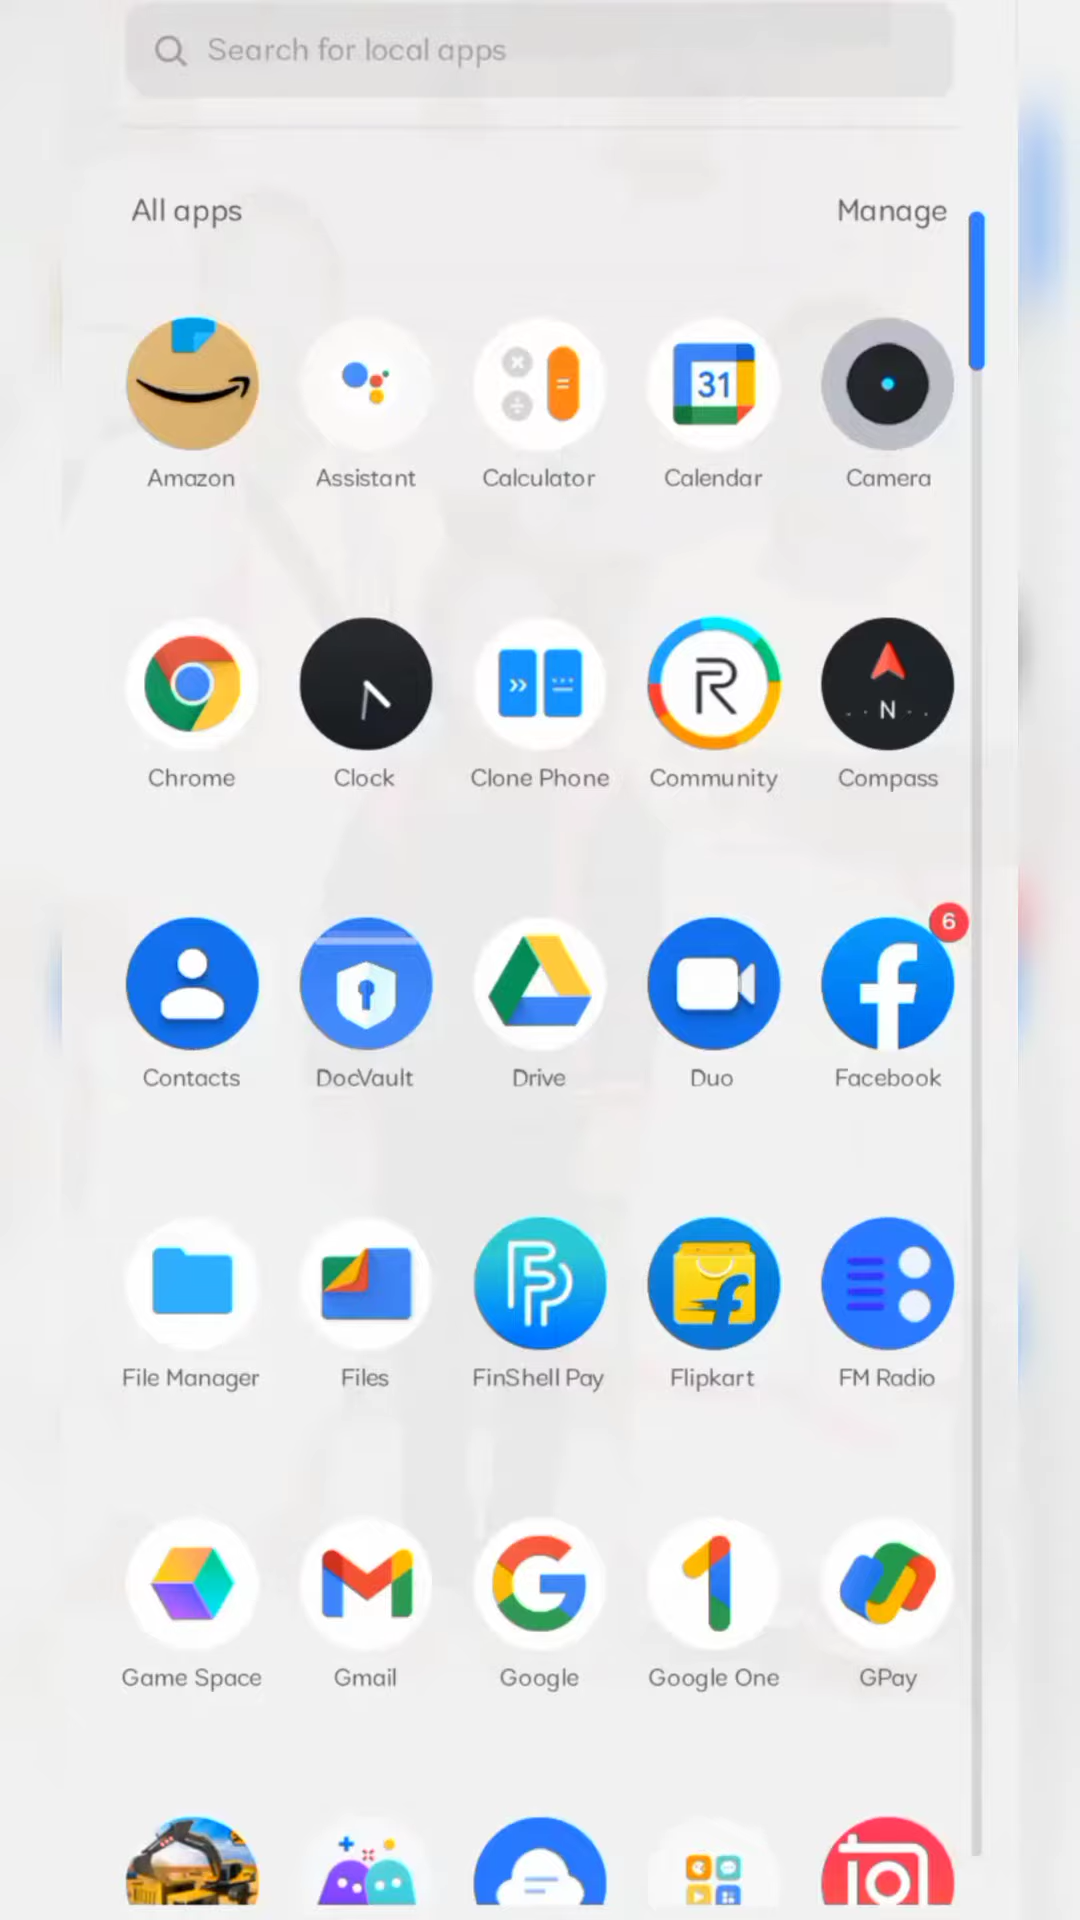 Search for local apps
All apps
Manage
31
Amazon
Assistant
Calculator
Calendar
Camera
R
N
Chrome
Clock
Clone Phone
Community
Compass
6
Contacts
DocVault
Drive
Duo
Facebook
File Manager
Files
FinShell Pay
Flipkart
FM Radio
Game Space
Gmail
Google
Google One
GPay